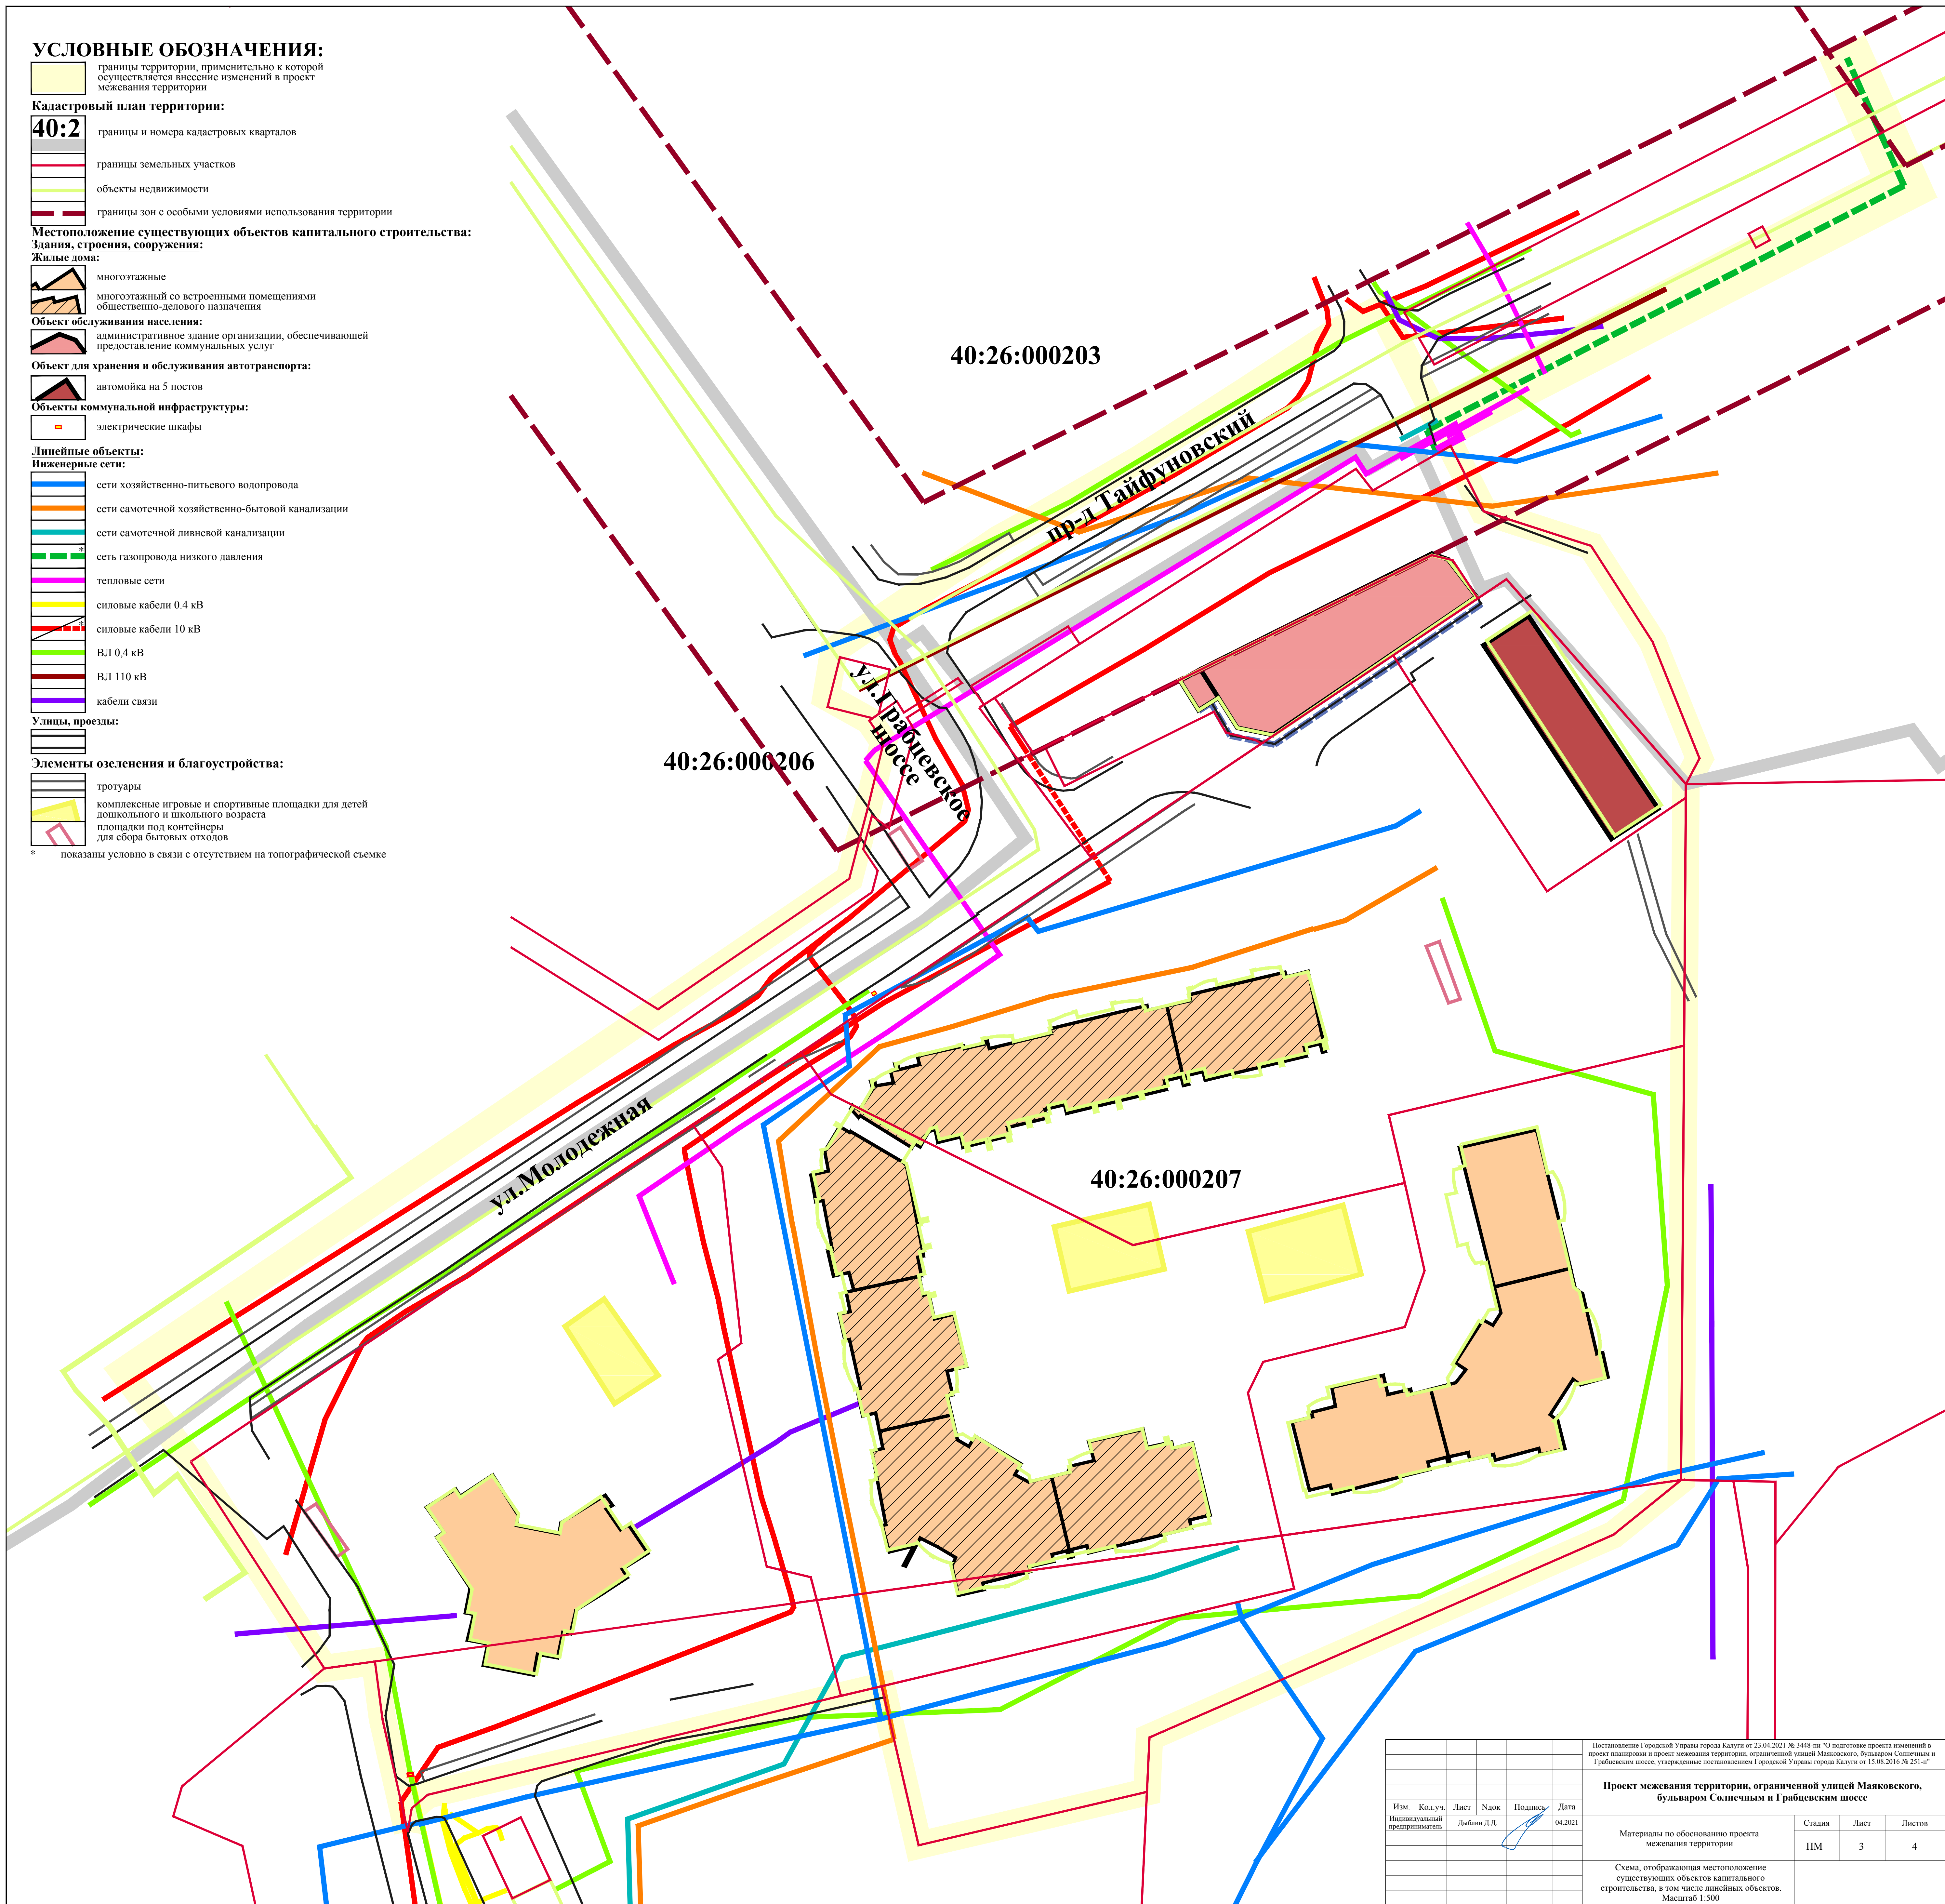 УСЛОВНЫЕ ОБОЗНАЧЕНИЯ:
границы территории, применительно к которой
осуществляется внесение изменений в проект
межевания территории
Кадастровый план территории:
40:2
границы и номера кадастровых кварталов
границы земельных участков
объекты недвижимости
границы зон с особыми условиями использования территории
Местоположение существующих объектов капитального строительства:
Здания, строения, сооружения:
Жилые дома:
многоэтажные
многоэтажный со встроенными помещениями
общественно-делового назначения
Объект обслуживания населения:
административное здание организации, обеспечивающей
предоставление коммунальных услуг
Объект для хранения и обслуживания автотранспорта:
автомойка на 5 постов
Объекты коммунальной инфраструктуры:
электрические шкафы
Линейные объекты:
Инженерные сети:
сети хозяйственно-питьевого водопровода
сети самотечной хозяйственно-бытовой канализации
сети самотечной ливневой канализации
*
сеть газопровода низкого давления
тепловые сети
силовые кабели 0.4 кВ
*
силовые кабели 10 кВ
ВЛ 0,4 кВ
ВЛ 110 кВ
кабели связи
Улицы, проезды:
Элементы озеленения и благоустройства:
тротуары
комплексные игровые и спортивные площадки для детей
дошкольного и школьного возраста
площадки под контейнеры
для сбора бытовых отходов
* показаны условно в связи с отсутствием на топографической съемке
40:26:000203
пр-д Тайфуновский
ул.Грабцевское
шоссе
40:26:000206
ул.Молодежная
40:26:000207
Постановление Городской Управы города Калуги от 23.04.2021 № 3448-пи "О подготовке проекта изменений в
проект планировки и проект межевания территории, ограниченной улицей Маяковского, бульваром Солнечным и
Грабцевским шоссе, утвержденные постановлением Городской Управы города Калуги от 15.08.2016 № 251-п"
Проект межевания территории, ограниченной улицей Маяковского,
бульваром Солнечным и Грабцевским шоссе
Изм. Кол.уч. Лист Nдок Подпись Дата
Индивидуальный
предприниматель
Дыблин Д.Д. 04.2021
Материалы по обоснованию проекта
межевания территории
Стадия Лист Листов
ПМ 3 4
Схема, отображающая местоположение
существующих объектов капитального
строительства, в том числе линейных объектов.
Масштаб 1:500